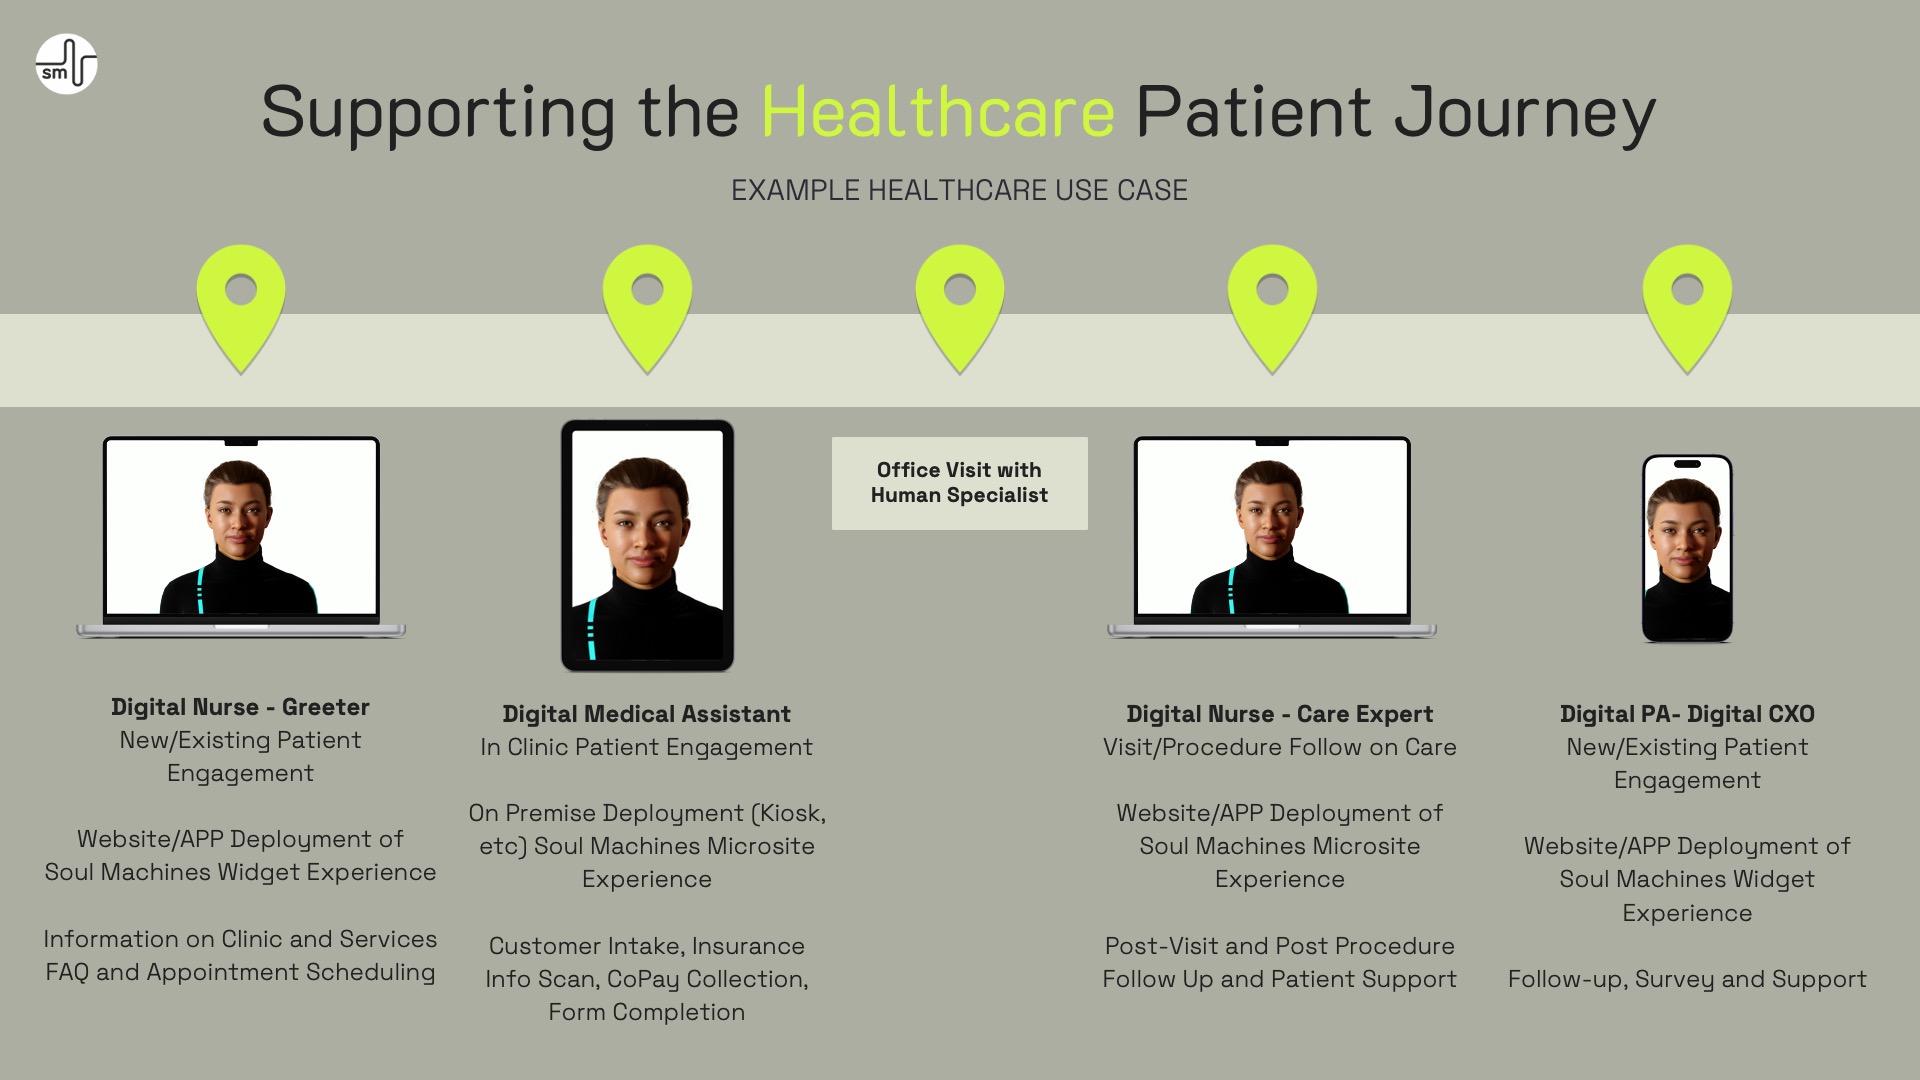 sm
Supporting the Healthcare Patient Journey
EXAMPLE HEALTHCARE USE CASE
Office Visit with
Human Specialist
Digital Nurse - Greeter
New/Existing Patient
Engagement
Website/APP Deployment of
Soul Machines Widget Experience
Information on Clinic and Services
FAQ and Appointment Scheduling
Digital Medical Assistant
In Clinic Patient Engagement
On Premise Deployment (Kiosk,
etc) Soul Machines Microsite
Experience
Customer Intake, Insurance
Info Scan, CoPay Collection,
Form Completion
Digital Nurse - Care Expert
Visit/Procedure Follow on Care
Website/APP Deployment of
Soul Machines Microsite
Experience
Post-Visit and Post Procedure
Follow Up and Patient Support
Digital PA- Digital CXO
New/Existing Patient
Engagement
Website/APP Deployment of
Soul Machines Widget
Experience
Follow-up, Survey and Support